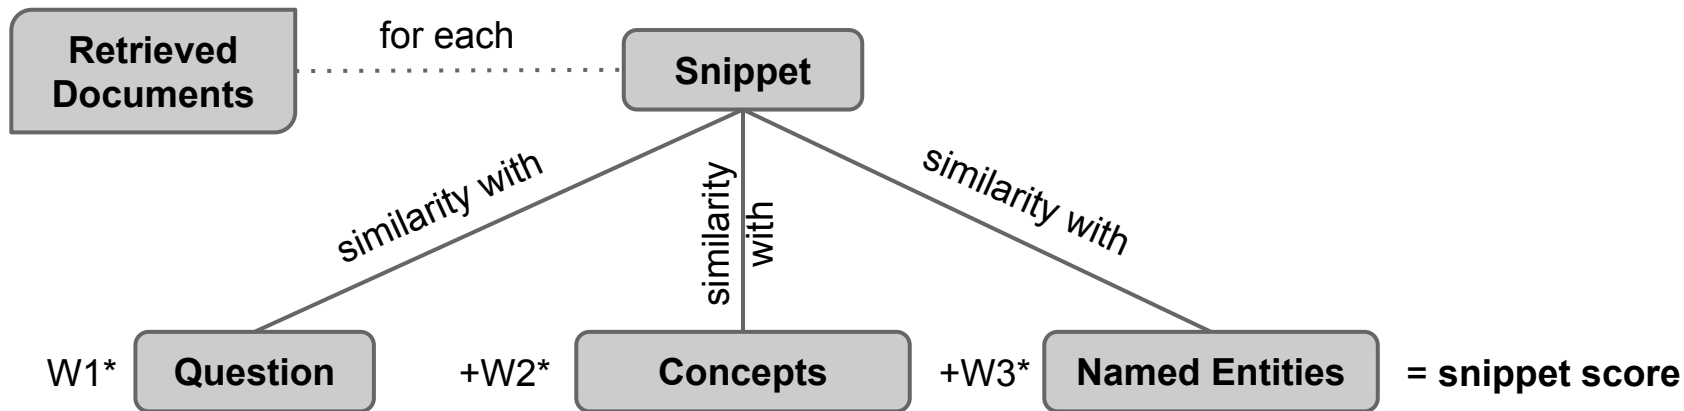 for each
Retrieved
Documents
Snippet
similarity with
similarity
with
similarity with
W1* Question +W2* Concepts +W3* Named Entities = snippet score